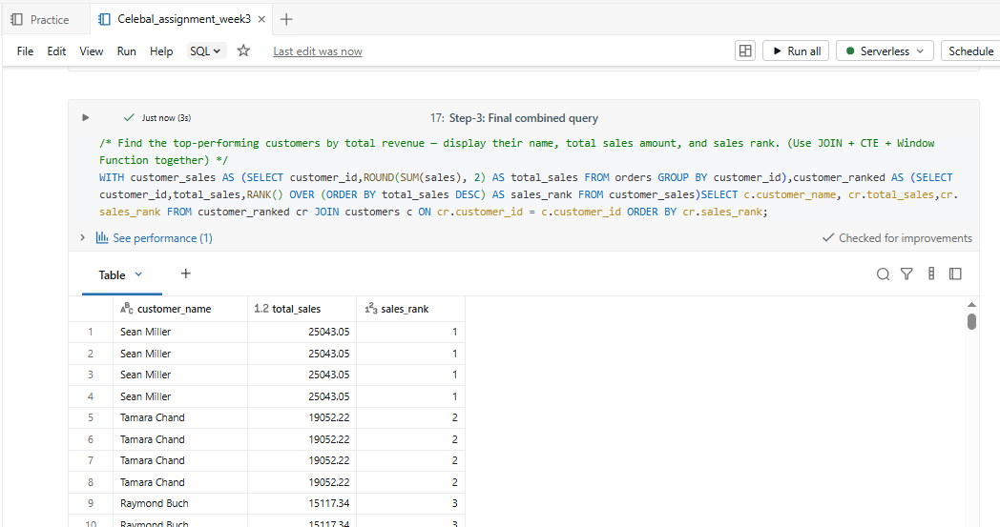 Practice
Celebal_assignment_week3
File Edit View Run Help SQL Last edit was now Run all Serverless Schedule
Just now (3s) 17: Step-3: Final combined query
/* Find the top-performing customers by total revenue — display their name, total sales amount, and sales rank. (Use JOIN + CTE + Window
Function together) */
WITH customer_sales AS (SELECT customer_id,ROUND(SUM(sales), 2) AS total_sales FROM orders GROUP BY customer_id),customer_ranked AS (SELECT
customer_id,total_sales,RANK() OVER (ORDER BY total_sales DESC) AS sales_rank FROM customer_sales)SELECT c.customer_name, cr.total_sales,cr.
sales_rank FROM customer_ranked cr JOIN customers c ON cr.customer_id = c.customer_id ORDER BY cr.sales_rank;
See performance (1) Checked for improvements
Table
customer_name 1.2 total_sales sales_rank
1 Sean Miller 25043.05 1
2 Sean Miller 25043.05 1
3 Sean Miller 25043.05 1
4 Sean Miller 25043.05 1
5 Tamara Chand 19052.22 2
6 Tamara Chand 19052.22 2
7 Tamara Chand 19052.22 2
8 Tamara Chand 19052.22 2
9 Raymond Buch 15117.34 3
10 Raymond Buch 15117.34 3